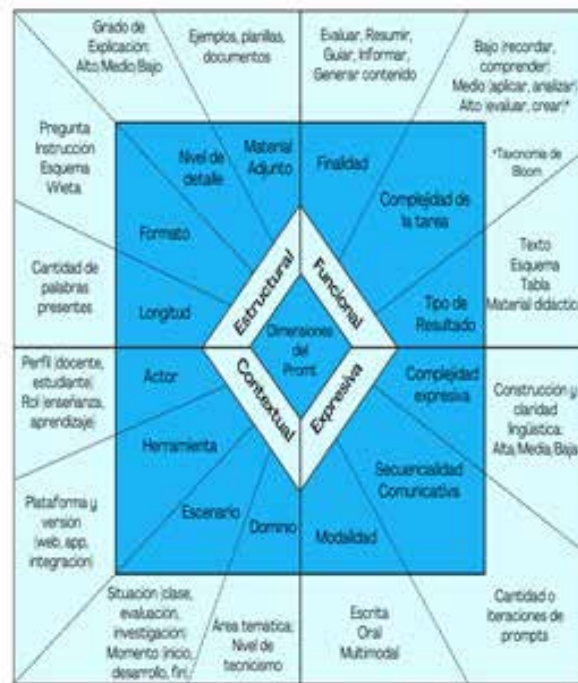 Grado de
Explicación:
Alto/Medio/Bajo
Ejemplos, planillas,
documentos
Evaluar, Resumir,
Guiar, Informar,
Generar contenido
Bajo (recordar,
comprender)
Medio (aplicar, analizar)
Alto (evaluar, crear)*
*Taxonomía de
Bloom
Pregunta
Instrucción
Esquema
Viñeta
Nivel de
detalle
Material
Adjunto
Finalidad
Complejidad de
la tarea
Formato
Cantidad de
palabras
presentes
Longitud
Estructural
Funcional
Tipo de
Resultado
Texto
Esquema
Tabla
Material didáctico
Dimensiones
del
Promt
Perfil (docente,
estudiante)
Rol (enseñanza,
aprendizaje)
Actor
Contextual
Expresiva
Complejidad
expresiva
Construcción y
claridad
lingüística:
Alta/Media/Baja
Herramienta
Secuencialidad
Comunicativa
Plataforma y
versión
(web, app,
integración)
Escenario
Dominio
Modalidad
Situación (clase,
evaluación,
investigación)
Momento (inicio,
desarrollo, fin).
Área temática;
Nivel de
tecnicismo
Escrita
Oral
Multimodal
Cantidad o
iteraciones de
prompts